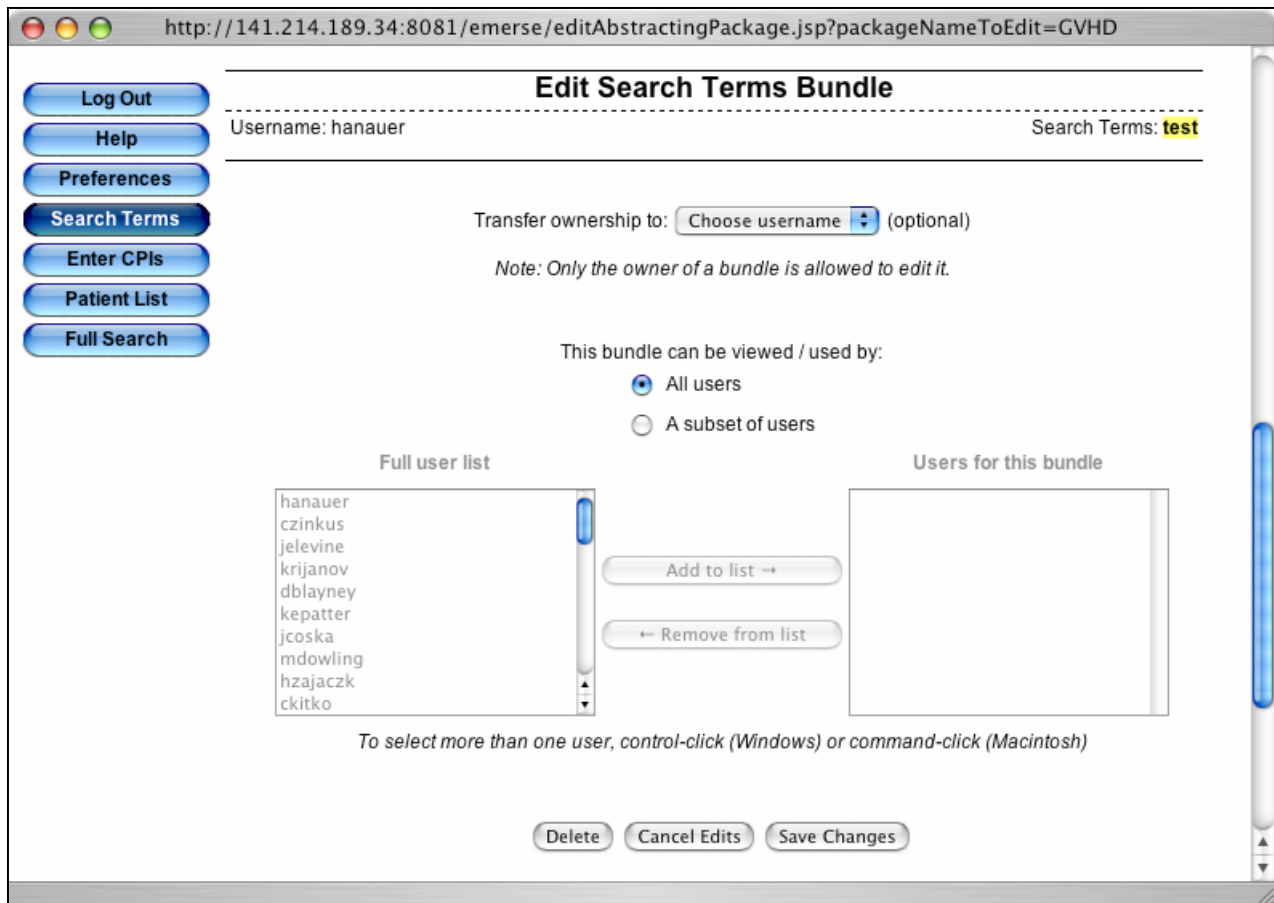 http://141.214.189.34:8081/emerse/editAbstractingPackage.jsp?packageNameToEdit=GVHD
Log Out
Help
Preferences
Search Terms
Enter CPIs
Patient List
Full Search
Edit Search Terms Bundle
Username: hanauer Search Terms: test
Transfer ownership to: Choose username (optional)
Note: Only the owner of a bundle is allowed to edit it.
This bundle can be viewed / used by:
All users
A subset of users
Full user list
hanauer
czinkus
jelevine
krijanov
dblayney
kepatter
jcoska
mdowling
hzajaczk
ckitko
Add to list →
← Remove from list
Users for this bundle
To select more than one user, control-click (Windows) or command-click (Macintosh)
Delete Cancel Edits Save Changes